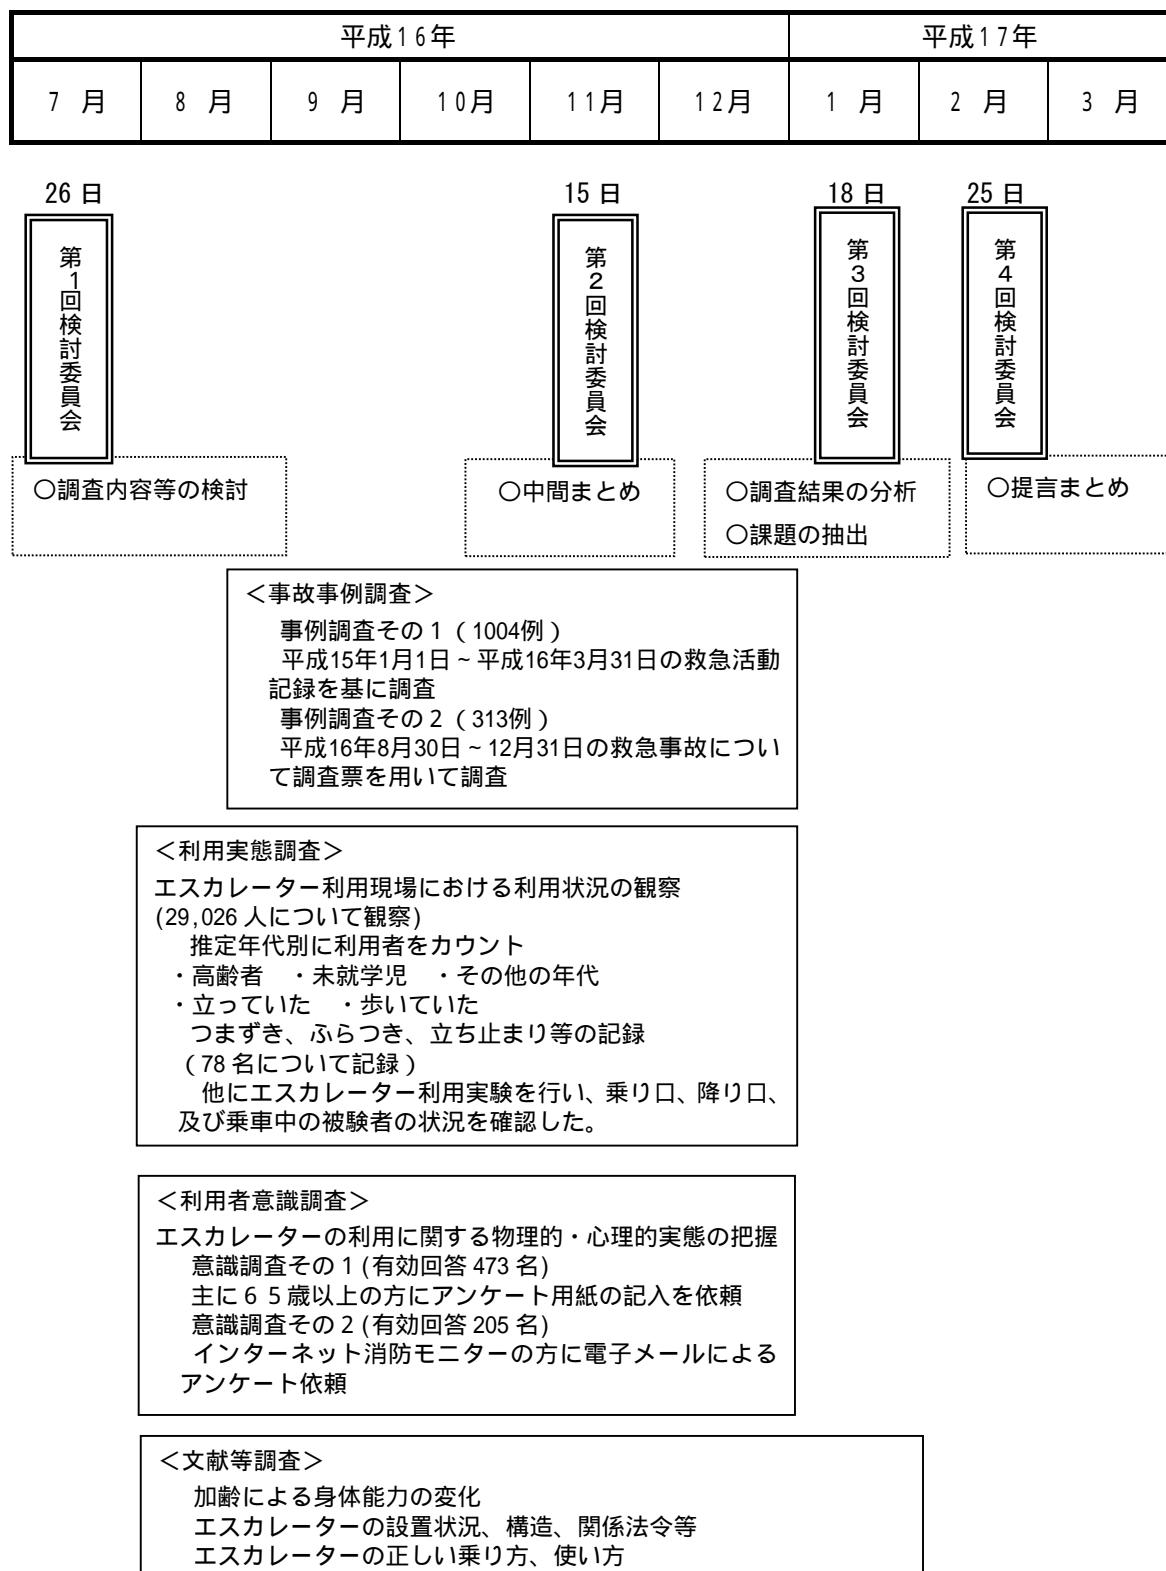 平成16年 平成17年
7 月 8 月 9 月 10月 11月 12月 1 月 2 月 3 月
26 日 15 日 18 日 25 日
第1回検討委員会
第2回検討委員会
第3回検討委員会
第4回検討委員会
○調査内容等の検討
○中間まとめ
○調査結果の分析
○課題の抽出
○提言まとめ
＜事故事例調査＞
事例調査その１（1004例）
平成15年1月1日～平成16年3月31日の救急活動
記録を基に調査
事例調査その２（313例）
平成16年8月30日～12月31日の救急事故につい
て調査票を用いて調査
＜利用実態調査＞
エスカレーター利用現場における利用状況の観察
(29,026 人について観察)
推定年代別に利用者をカウント
・高齢者　・未就学児　・その他の年代
・立っていた　・歩いていた
つまずき、ふらつき、立ち止まり等の記録
（78 名について記録）
他にエスカレーター利用実験を行い、乗り口、降り口、
及び乗車中の被験者の状況を確認した。
＜利用者意識調査＞
エスカレーターの利用に関する物理的・心理的実態の把握
意識調査その１(有効回答 473 名)
主に６５歳以上の方にアンケート用紙の記入を依頼
意識調査その２(有効回答 205 名)
インターネット消防モニターの方に電子メールによる
アンケート依頼
＜文献等調査＞
加齢による身体能力の変化
エスカレーターの設置状況、構造、関係法令等
エスカレーターの正しい乗り方、使い方